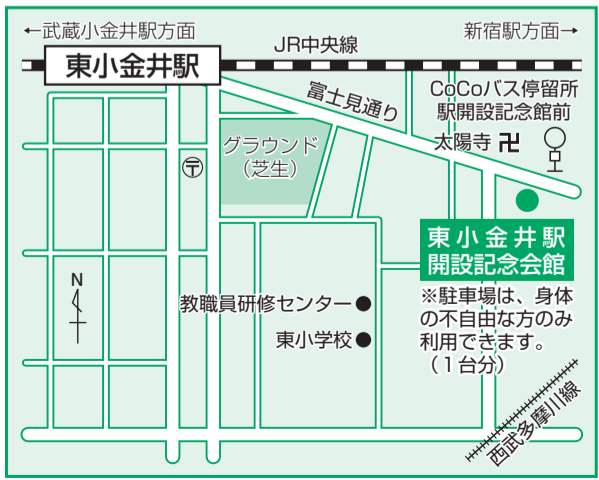 ←武蔵小金井駅方面
新宿駅方面→
JR中央線
東小金井駅
富士見通り
CoCoバス停留所
駅開設記念館前
太陽寺 卍
グラウンド
（芝生）
〒
東小金井駅
開設記念会館
※駐車場は、身体
の不自由な方のみ
利用できます。
（１台分）
N
教職員研修センター
東小学校
西武多摩川線